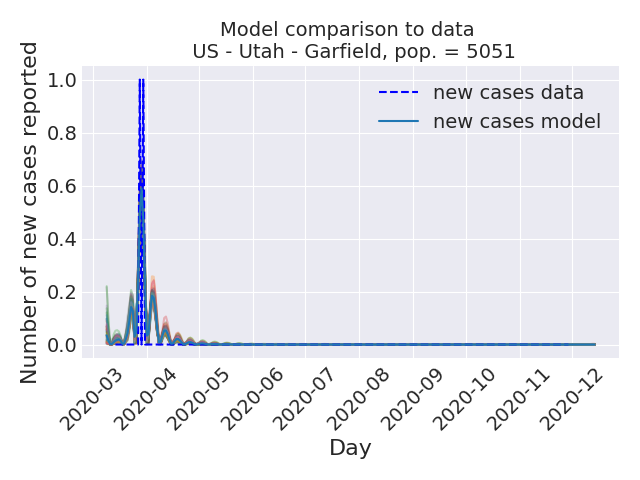 Model comparison to data
US - Utah - Garfield, pop. = 5051
new cases data
new cases model
Number of new cases reported
1.0
0.8
0.6
0.4
0.2
0.0
2020-03
2020-04
2020-05
2020-06
2020-07
2020-08
2020-09
2020-10
2020-11
2020-12
Day